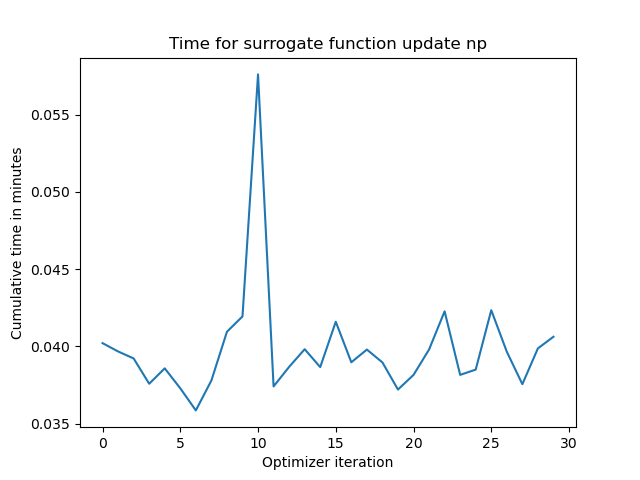 Time for surrogate function update np
Cumulative time in minutes
0.055
0.050
0.045
0.040
0.035
0 5 10 15 20 25 30
Optimizer iteration